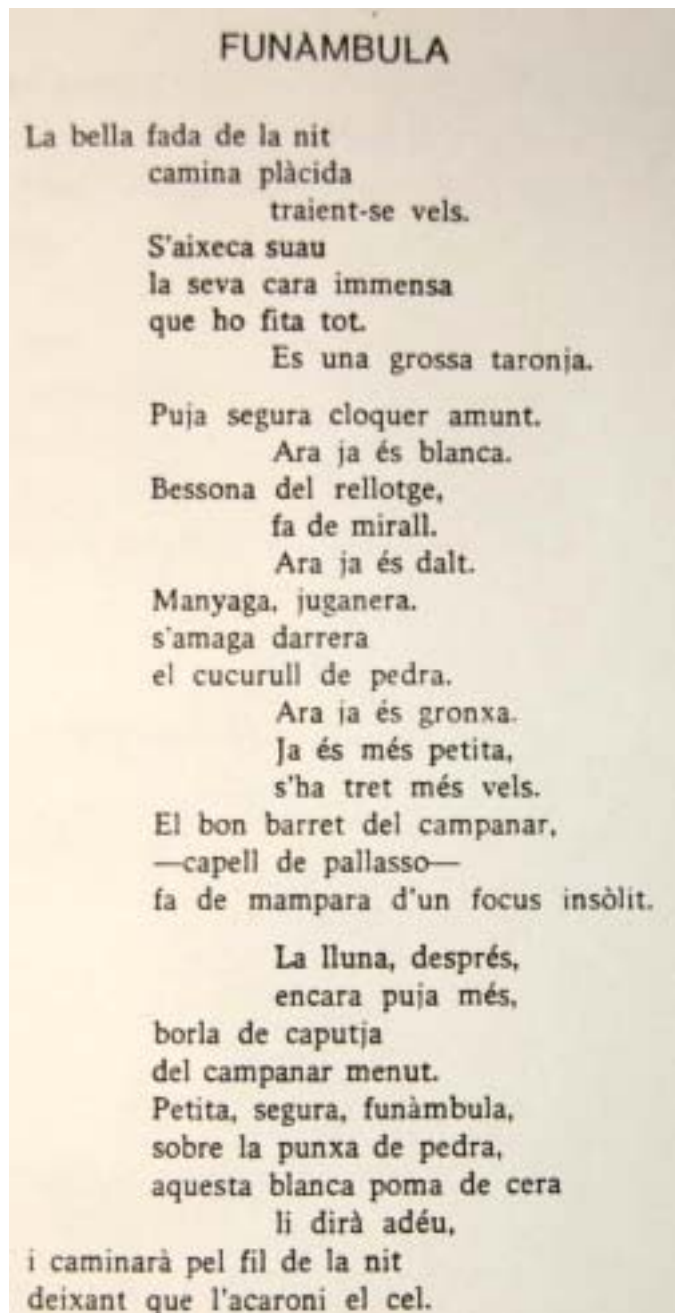 FUNÀMBULA
La bella fada de la nit
camina plàcida
traient-se vels.
S'aixeca suau
la seva cara immensa
que ho fita tot.
Es una grossa taronja.
Puja segura cloquer amunt.
Ara ja és blanca.
Bessona del rellotge,
fa de mirall.
Ara ja és dalt.
Manyaga, juganera.
s'amaga darrera
el cucurull de pedra.
Ara ja és gronxa.
Ja és més petita,
s'ha tret més vels.
El bon barret del campanar,
—capell de pallasso—
fa de mampara d'un focus insòlit.
La lluna, després,
encara puja més,
borla de caputja
del campanar menut.
Petita, segura, funàmbula,
sobre la punxa de pedra,
aquesta blanca poma de cera
li dirà adéu,
i caminarà pel fil de la nit
deixant que l'acaroni el cel.